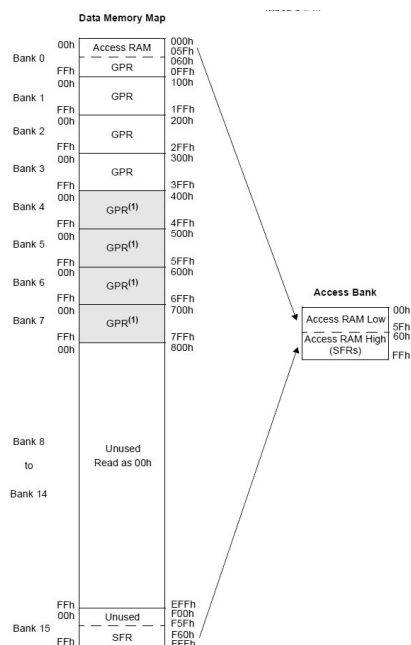 Data Memory Map
00h
Access RAM
000h
05Fh
Bank 0
060h
FFh
GPR
0FFh
00h
100h
Bank 1
GPR
FFh
1FFh
00h
200h
Bank 2
GPR
FFh
2FFh
00h
300h
Bank 3
GPR
FFh
3FFh
00h
400h
Bank 4
GPR(1)
FFh
4FFh
00h
500h
Bank 5
GPR(1)
FFh
5FFh
00h
600h
Bank 6
GPR(1)
FFh
6FFh
00h
700h
Bank 7
GPR(1)
FFh
7FFh
00h
800h
Bank 8
to
Bank 14
Unused
Read as 00h
FFh
EFFh
00h
F00h
Unused
F5Fh
Bank 15
F60h
SFR
FFh
FFFh
Access Bank
00h
Access RAM Low
5Fh
60h
Access RAM High
(SFRs)
FFh